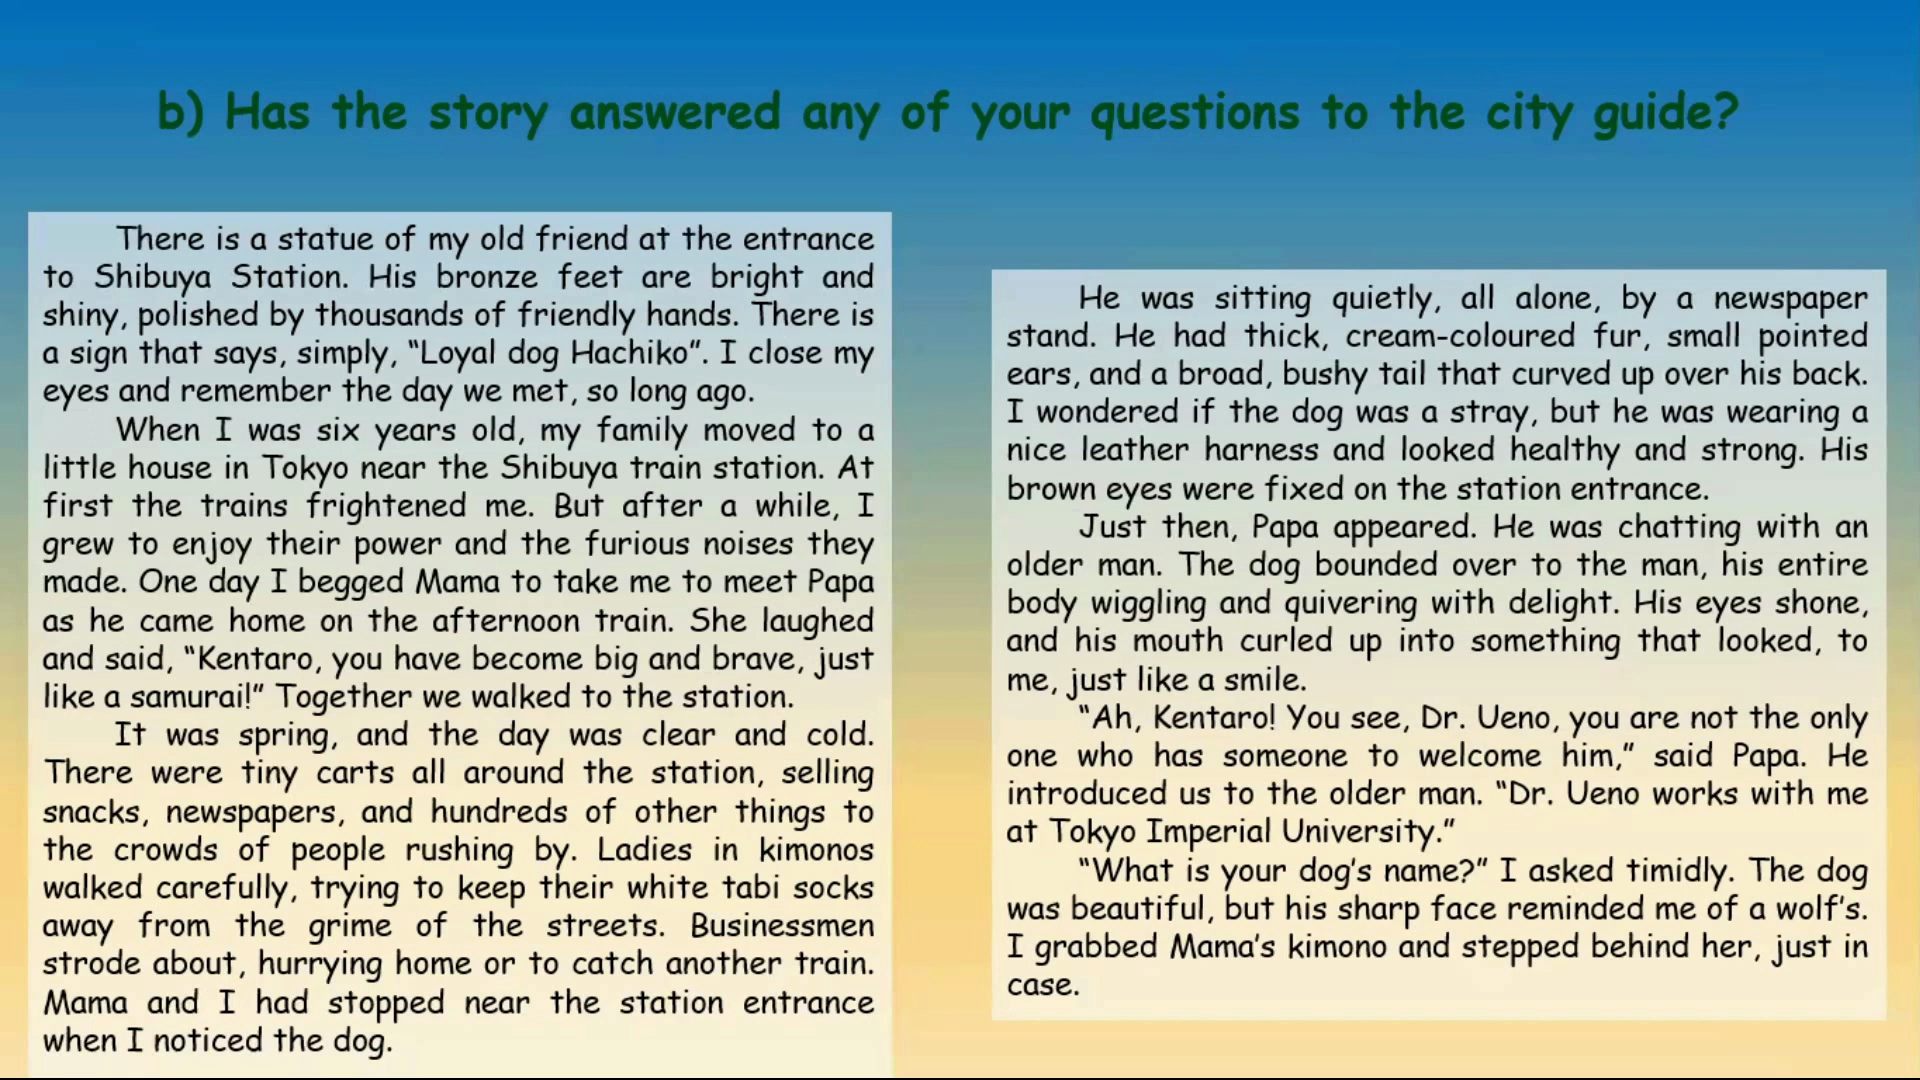 b) Has the story answered any of your questions to the city guide?
There is a statue of my old friend at the entrance
to Shibuya Station. His bronze feet are bright and
shiny, polished by thousands of friendly hands. There is
a sign that says, simply, “Loyal dog Hachiko”. I close my
eyes and remember the day we met, so long ago.
When I was six years old, my family moved to a
little house in Tokyo near the Shibuya train station. At
first the trains frightened me. But after a while, I
grew to enjoy their power and the furious noises they
made. One day I begged Mama to take me to meet Papa
as he came home on the afternoon train. She laughed
and said, “Kentaro, you have become big and brave, just
like a samurai!” Together we walked to the station.
It was spring, and the day was clear and cold.
There were tiny carts all around the station, selling
snacks, newspapers, and hundreds of other things to
the crowds of people rushing by. Ladies in kimonos
walked carefully, trying to keep their white tabi socks
away from the grime of the streets. Businessmen
strode about, hurrying home or to catch another train.
Mama and I had stopped near the station entrance
when I noticed the dog.
He was sitting quietly, all alone, by a newspaper
stand. He had thick, cream-coloured fur, small pointed
ears, and a broad, bushy tail that curved up over his back.
I wondered if the dog was a stray, but he was wearing a
nice leather harness and looked healthy and strong. His
brown eyes were fixed on the station entrance.
Just then, Papa appeared. He was chatting with an
older man. The dog bounded over to the man, his entire
body wiggling and quivering with delight. His eyes shone,
and his mouth curled up into something that looked, to
me, just like a smile.
“Ah, Kentaro! You see, Dr. Ueno, you are not the only
one who has someone to welcome him,” said Papa. He
introduced us to the older man. “Dr. Ueno works with me
at Tokyo Imperial University.”
“What is your dog’s name?” I asked timidly. The dog
was beautiful, but his sharp face reminded me of a wolf’s.
I grabbed Mama’s kimono and stepped behind her, just in
case.